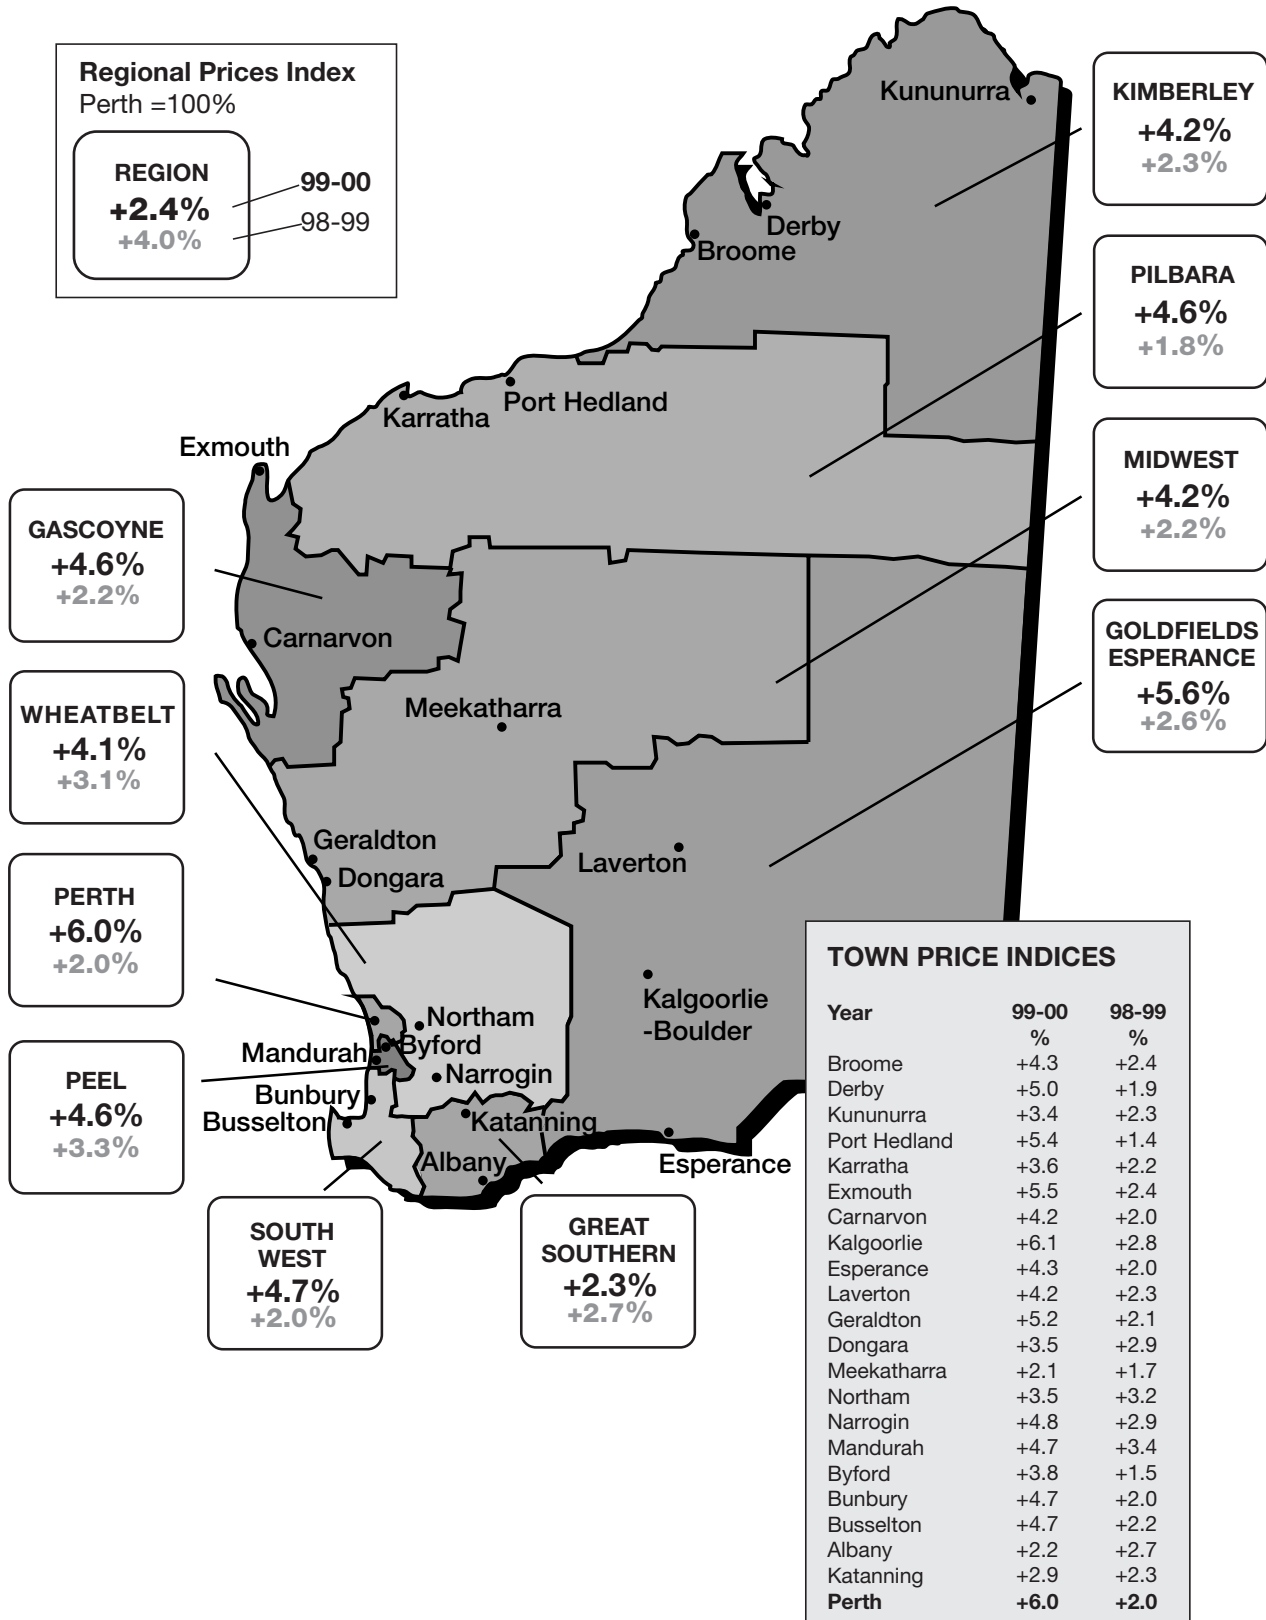 Regional Prices Index
Perth =100%
REGION
+2.4%
+4.0%
99-00
98-99
KIMBERLEY
+4.2%
+2.3%
PILBARA
+4.6%
+1.8%
MIDWEST
+4.2%
+2.2%
GOLDFIELDS
ESPERANCE
+5.6%
+2.6%
GASCOYNE
+4.6%
+2.2%
WHEATBELT
+4.1%
+3.1%
PERTH
+6.0%
+2.0%
PEEL
+4.6%
+3.3%
SOUTH
WEST
+4.7%
+2.0%
GREAT
SOUTHERN
+2.3%
+2.7%
Kununurra
Derby
Broome
Port Hedland
Karratha
Exmouth
Carnarvon
Meekatharra
Geraldton
Dongara
Laverton
Kalgoorlie
-Boulder
Northam
Byford
Mandurah
Narrogin
Bunbury
Busselton
Katanning
Albany
Esperance
TOWN PRICE INDICES
Year 99-00 98-99
% %
Broome +4.3 +2.4
Derby +5.0 +1.9
Kununurra +3.4 +2.3
Port Hedland +5.4 +1.4
Karratha +3.6 +2.2
Exmouth +5.5 +2.4
Carnarvon +4.2 +2.0
Kalgoorlie +6.1 +2.8
Esperance +4.3 +2.0
Laverton +4.2 +2.3
Geraldton +5.2 +2.1
Dongara +3.5 +2.9
Meekatharra +2.1 +1.7
Northam +3.5 +3.2
Narrogin +4.8 +2.9
Mandurah +4.7 +3.4
Byford +3.8 +1.5
Bunbury +4.7 +2.0
Busselton +4.7 +2.2
Albany +2.2 +2.7
Katanning +2.9 +2.3
Perth +6.0 +2.0